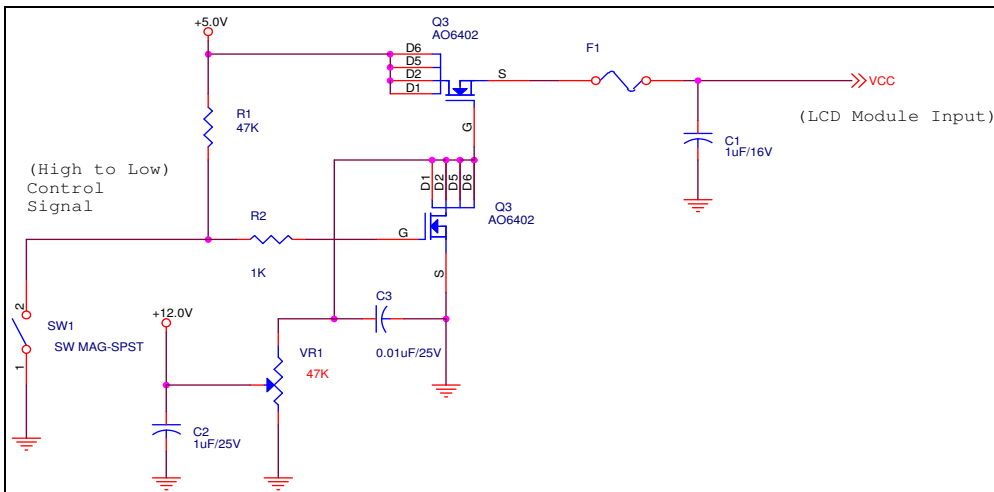 +5.0V
Q3
AO6402
D6
D5
D2
D1
S
G
F1
VCC
(LCD Module Input)
C1
1uF/16V
R1
47K
(High to Low)
Control
Signal
D1
D2
D5
D6
Q3
AO6402
R2
1K
G
S
2
SW1
SW MAG-SPST
1
+12.0V
C3
0.01uF/25V
VR1
47K
C2
1uF/25V